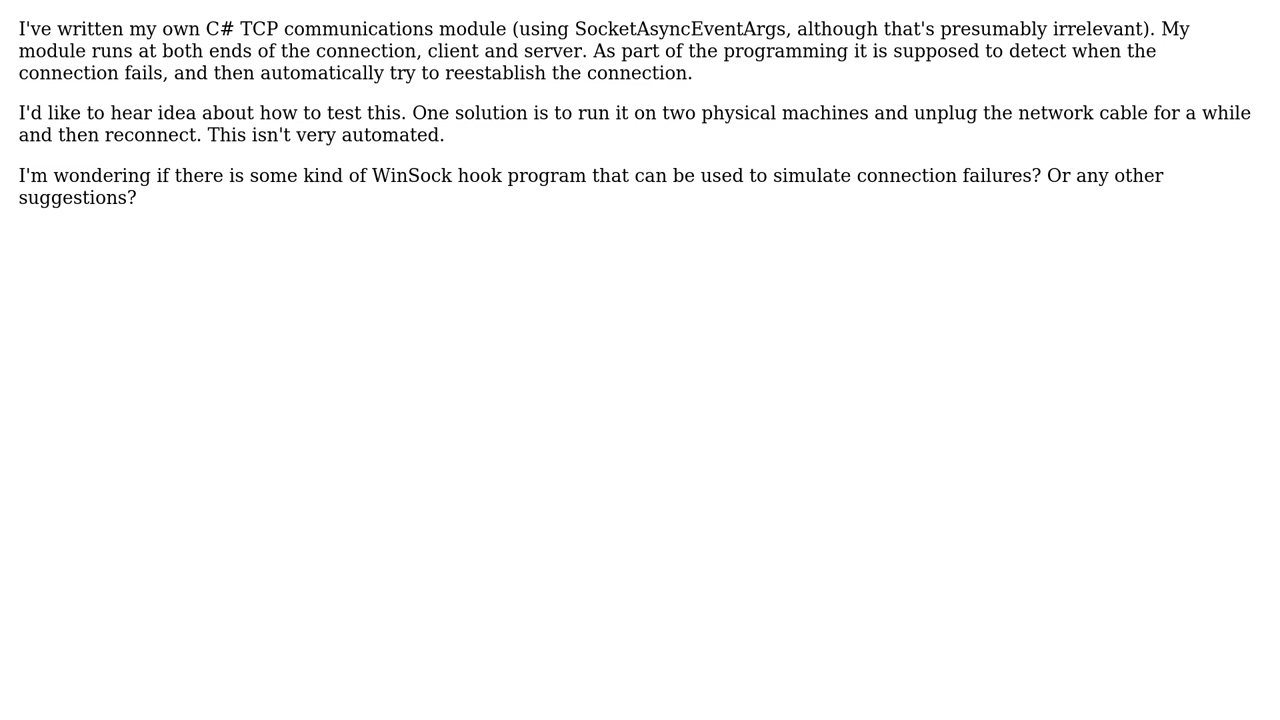 I've written my own C# TCP communications module (using SocketAsyncEventArgs, although that's presumably irrelevant). My
module runs at both ends of the connection, client and server. As part of the programming it is supposed to detect when the
connection fails, and then automatically try to reestablish the connection.
I'd like to hear idea about how to test this. One solution is to run it on two physical machines and unplug the network cable for a while
and then reconnect. This isn't very automated.
I'm wondering if there is some kind of WinSock hook program that can be used to simulate connection failures? Or any other
suggestions?